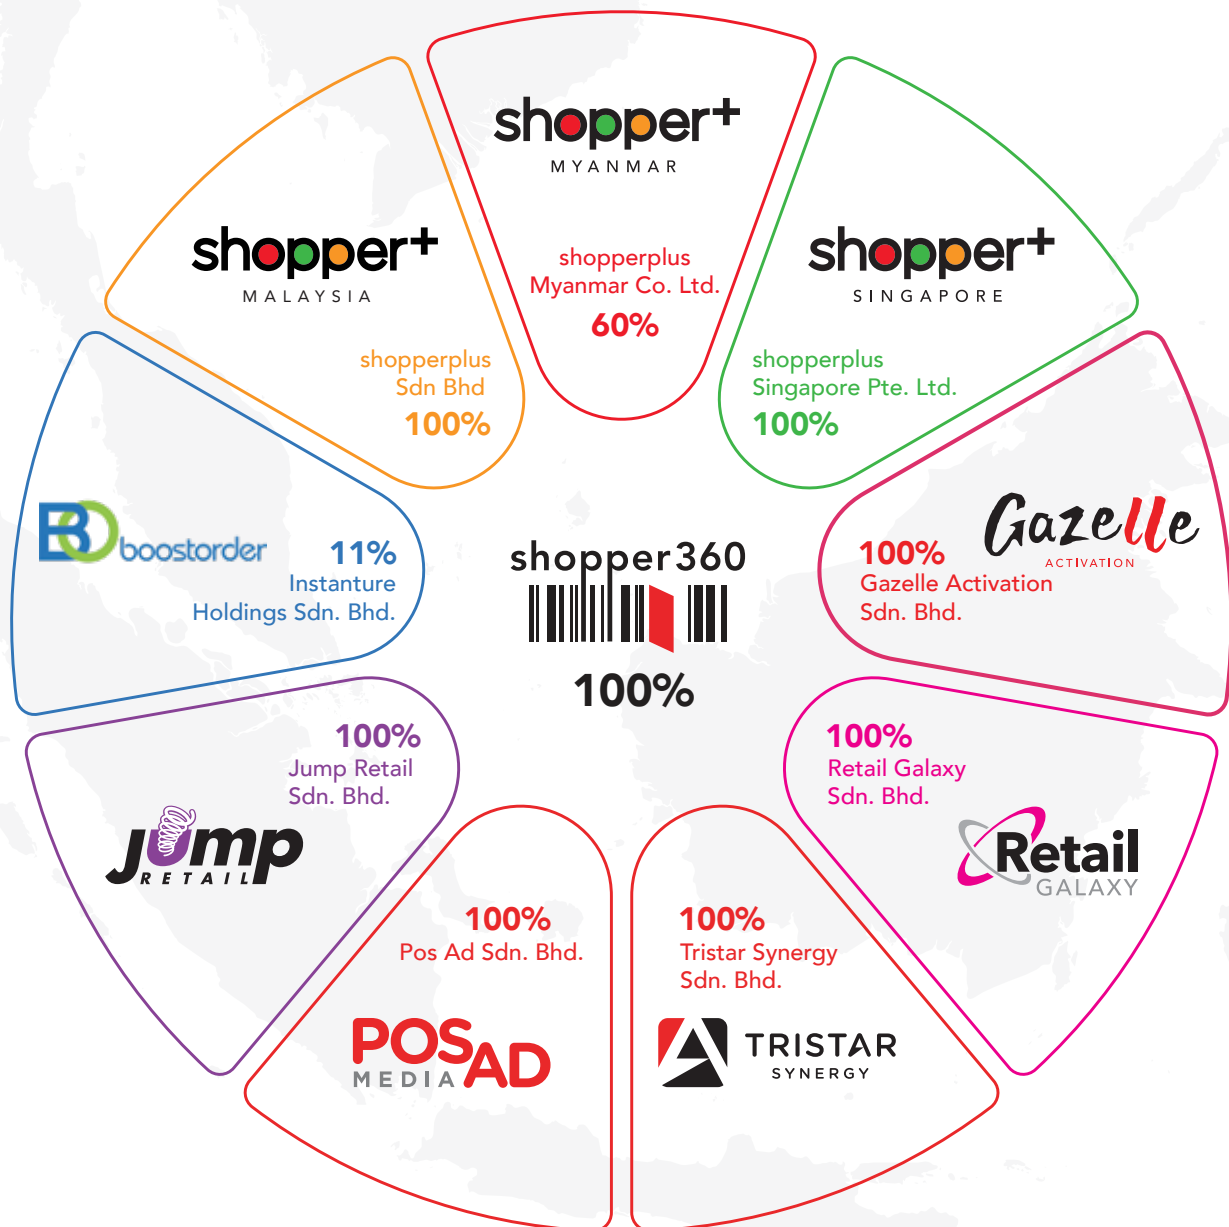 shopper+
MYANMAR
shopperplus
Myanmar Co. Ltd.
60%
shopper+
SINGAPORE
shopperplus
Singapore Pte. Ltd.
100%
Gazelle
ACTIVATION
100%
Gazelle Activation
Sdn. Bhd.
100%
Retail Galaxy
Sdn. Bhd.
Retail
GALAXY
100%
Tristar Synergy
Sdn. Bhd.
TRISTAR
SYNERGY
100%
Pos Ad Sdn. Bhd.
POS AD
MEDIA
100%
Jump Retail
Sdn. Bhd.
jump
RETAIL
BO boostorder
11%
Instanture
Holdings Sdn. Bhd.
shopper+
MALAYSIA
shopperplus
Sdn Bhd
100%
shopper360
100%